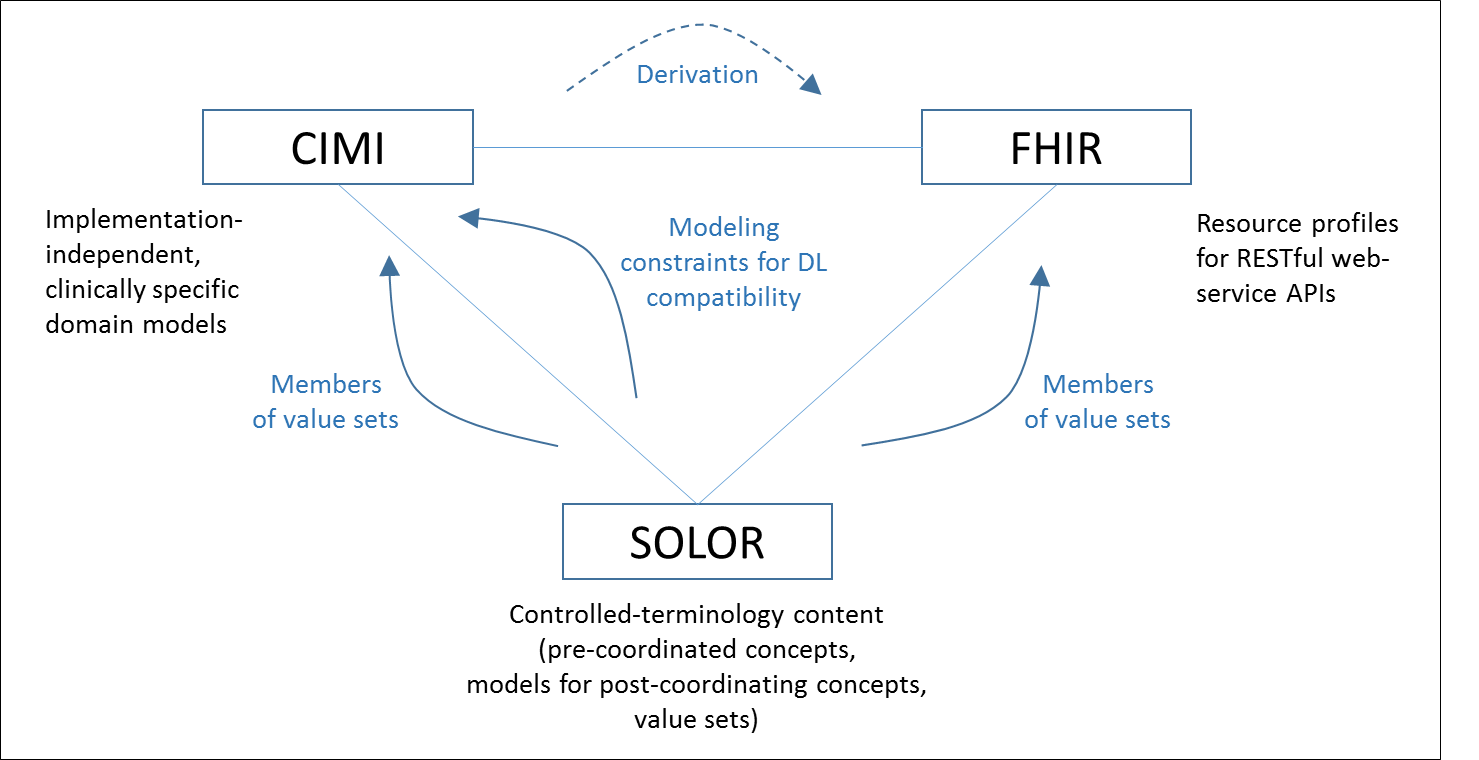 Derivation
CIMI
FHIR
Implementation-
independent,
clinically specific
domain models
Modeling
constraints for DL
compatibility
Resource profiles
for RESTful web-
service APIs
Members
of value sets
Members
of value sets
SOLOR
Controlled-terminology content
(pre-coordinated concepts,
models for post-coordinating concepts,
value sets)